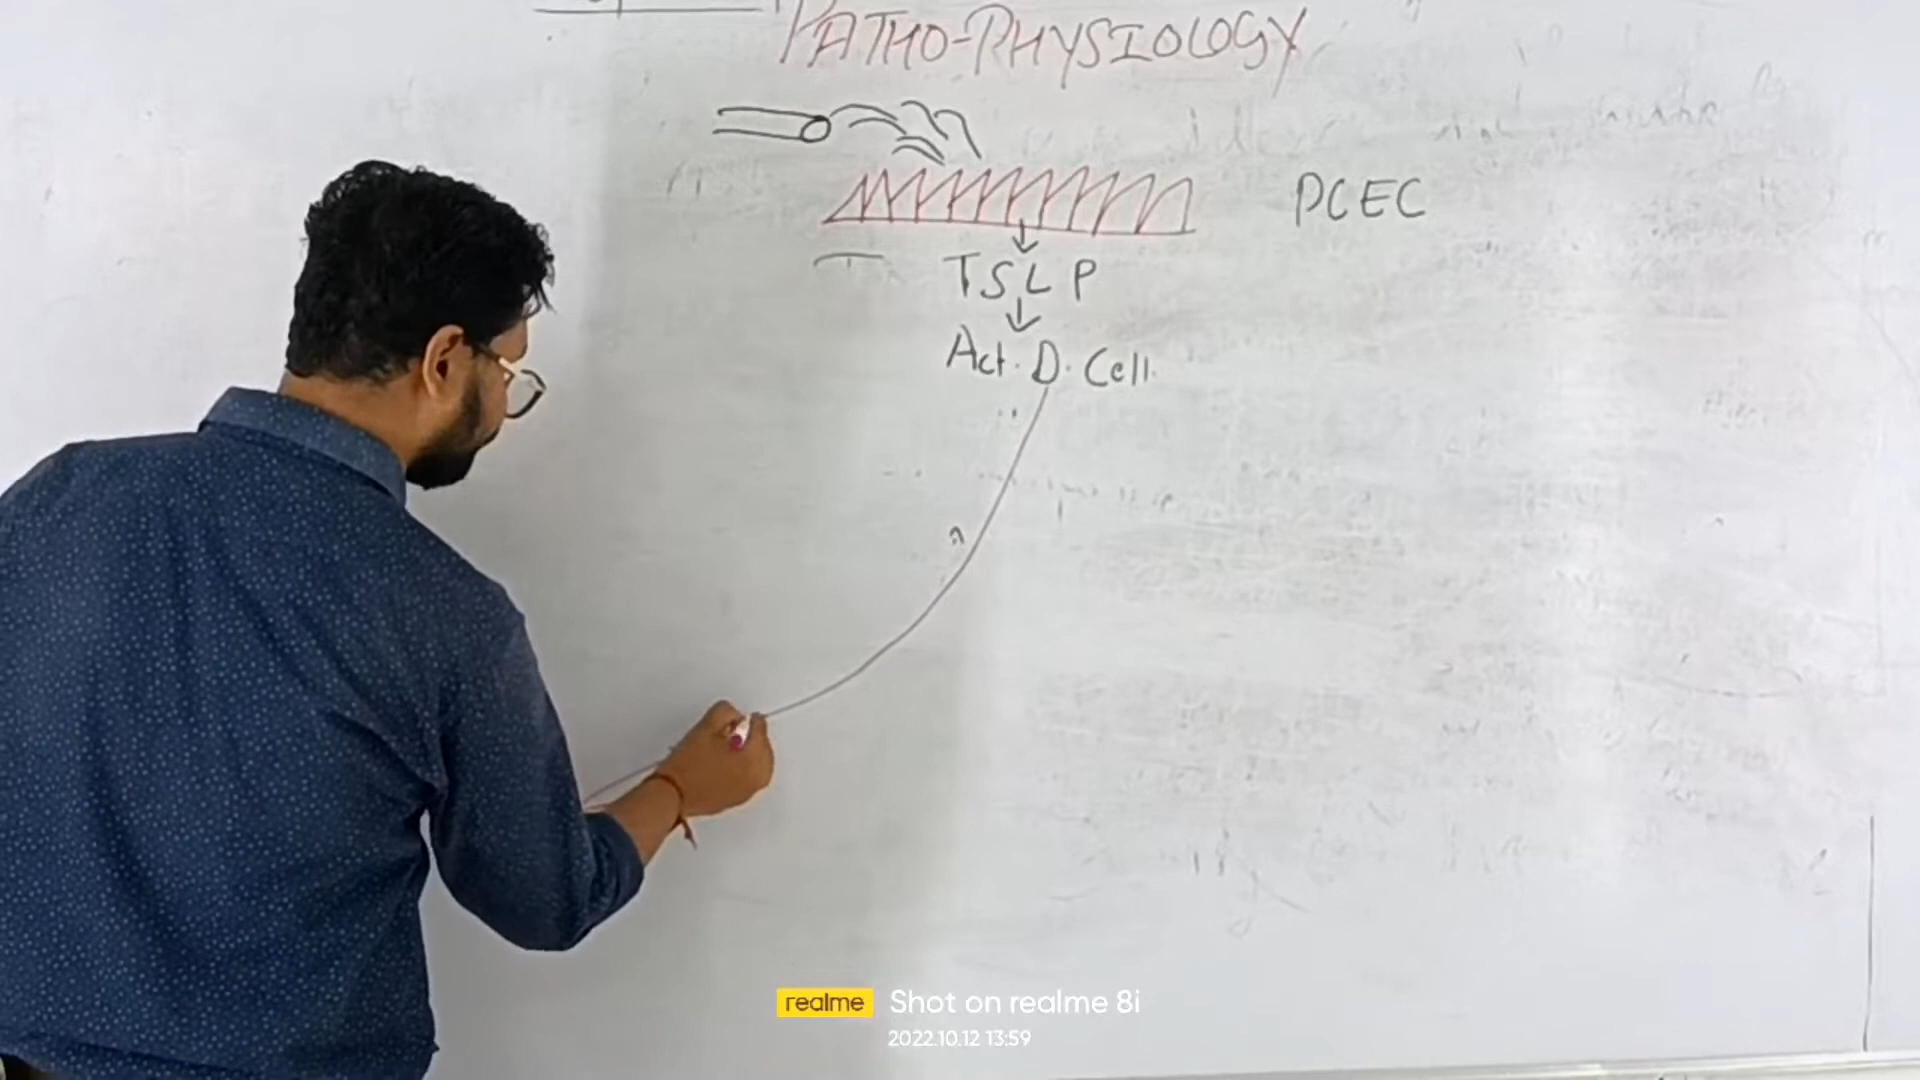 PATHO-PHYSIOLOGY
PCEC
TSLP
Act. D. Cell.
realme Shot on realme 8i
2022.10.12 13:59